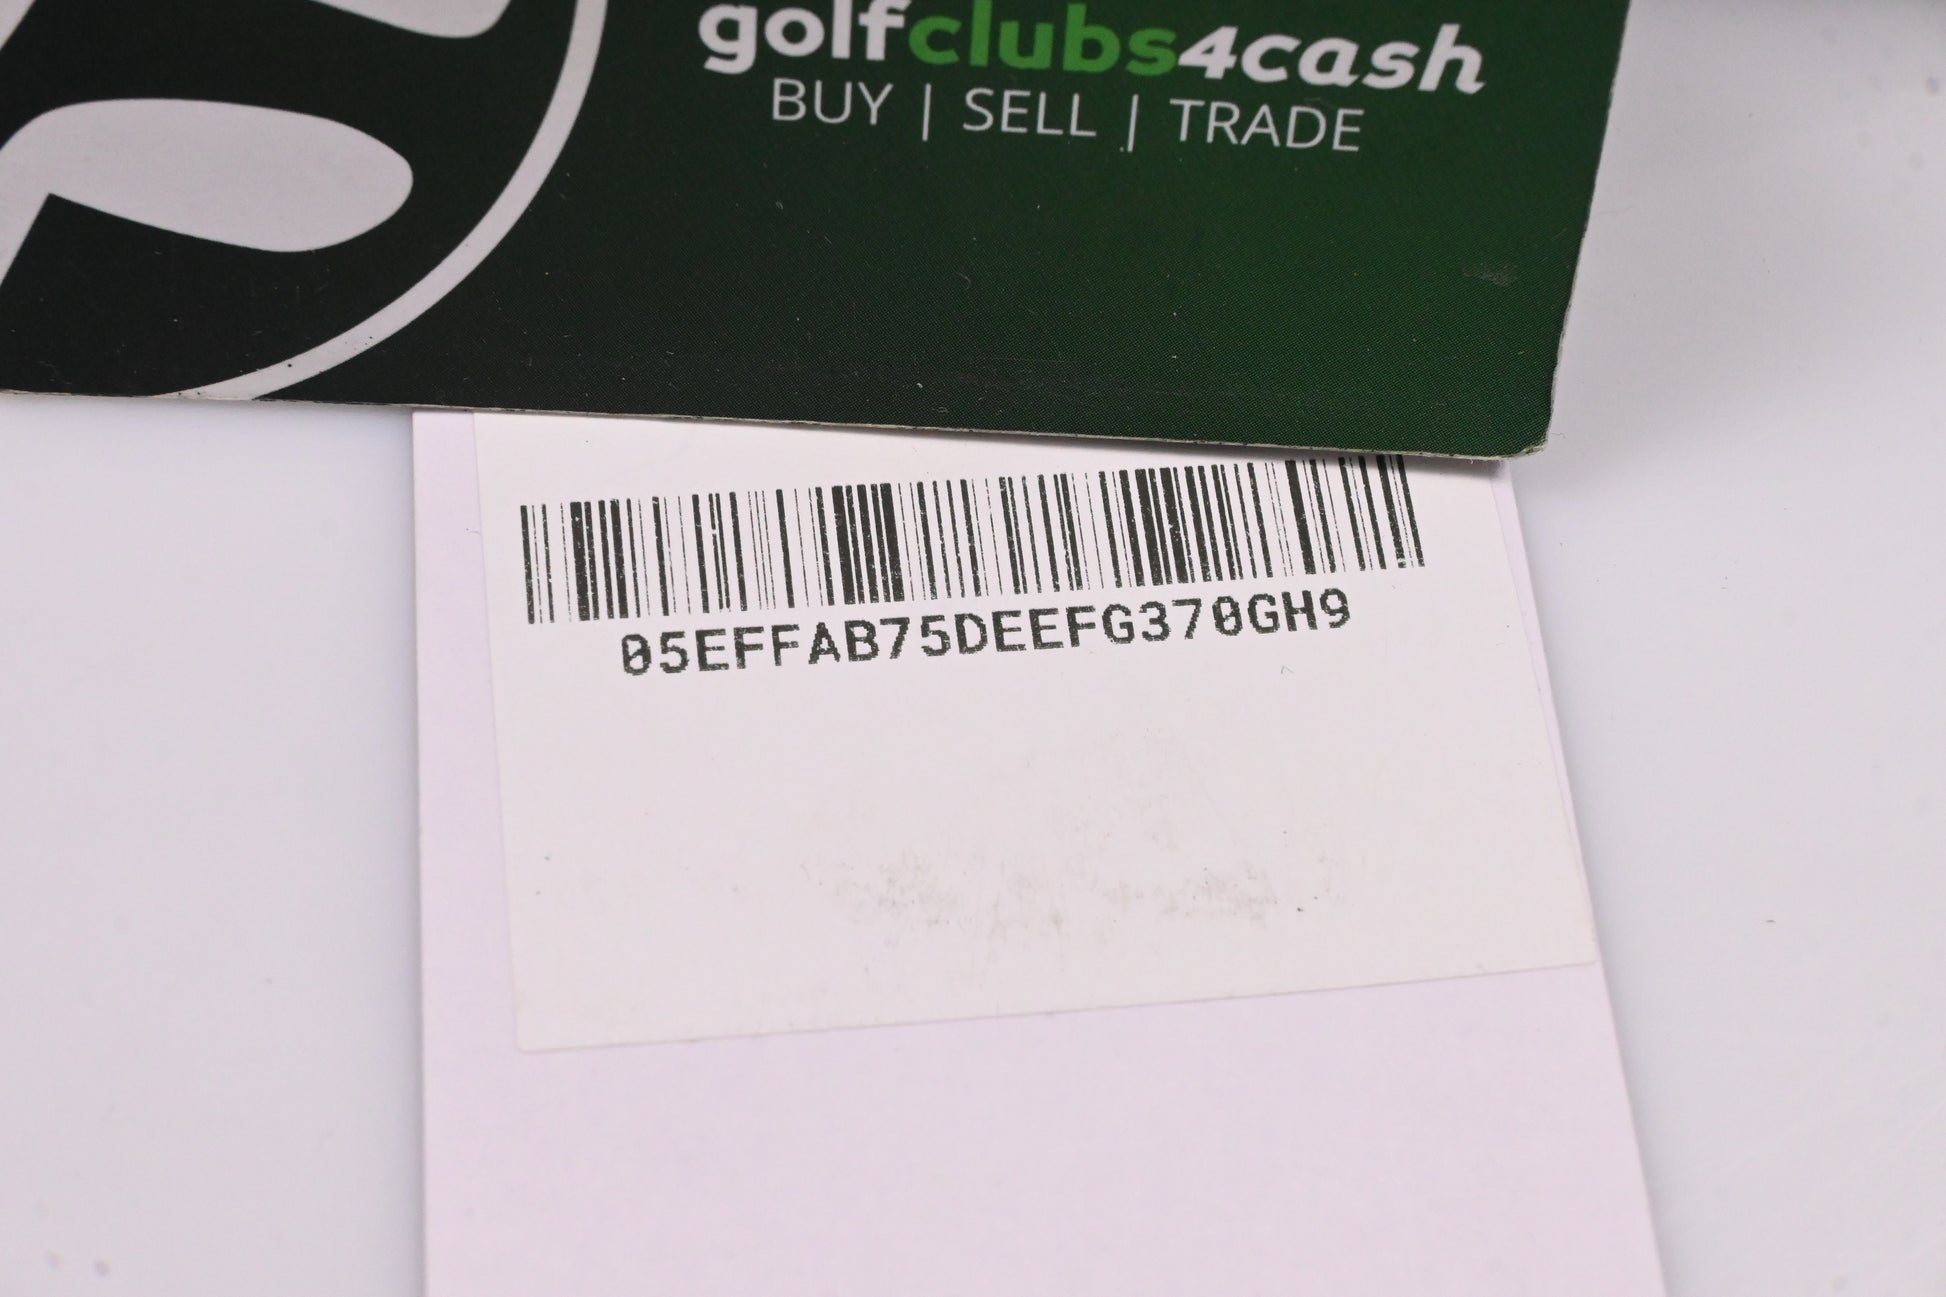 golfclubs4cash
BUY | SELL | TRADE
05EFFAB75DEEFG370GH9